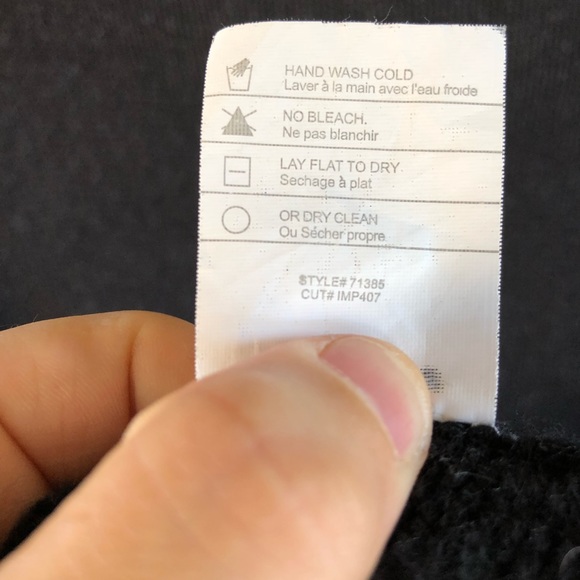 HAND WASH COLD
Laver à la main avec l'eau froide
NO BLEACH.
Ne pas blanchir
LAY FLAT TO DRY
Sechage à plat
OR DRY CLEAN
Ou Sécher propre
STYLE# 71385
CUT# IMP407